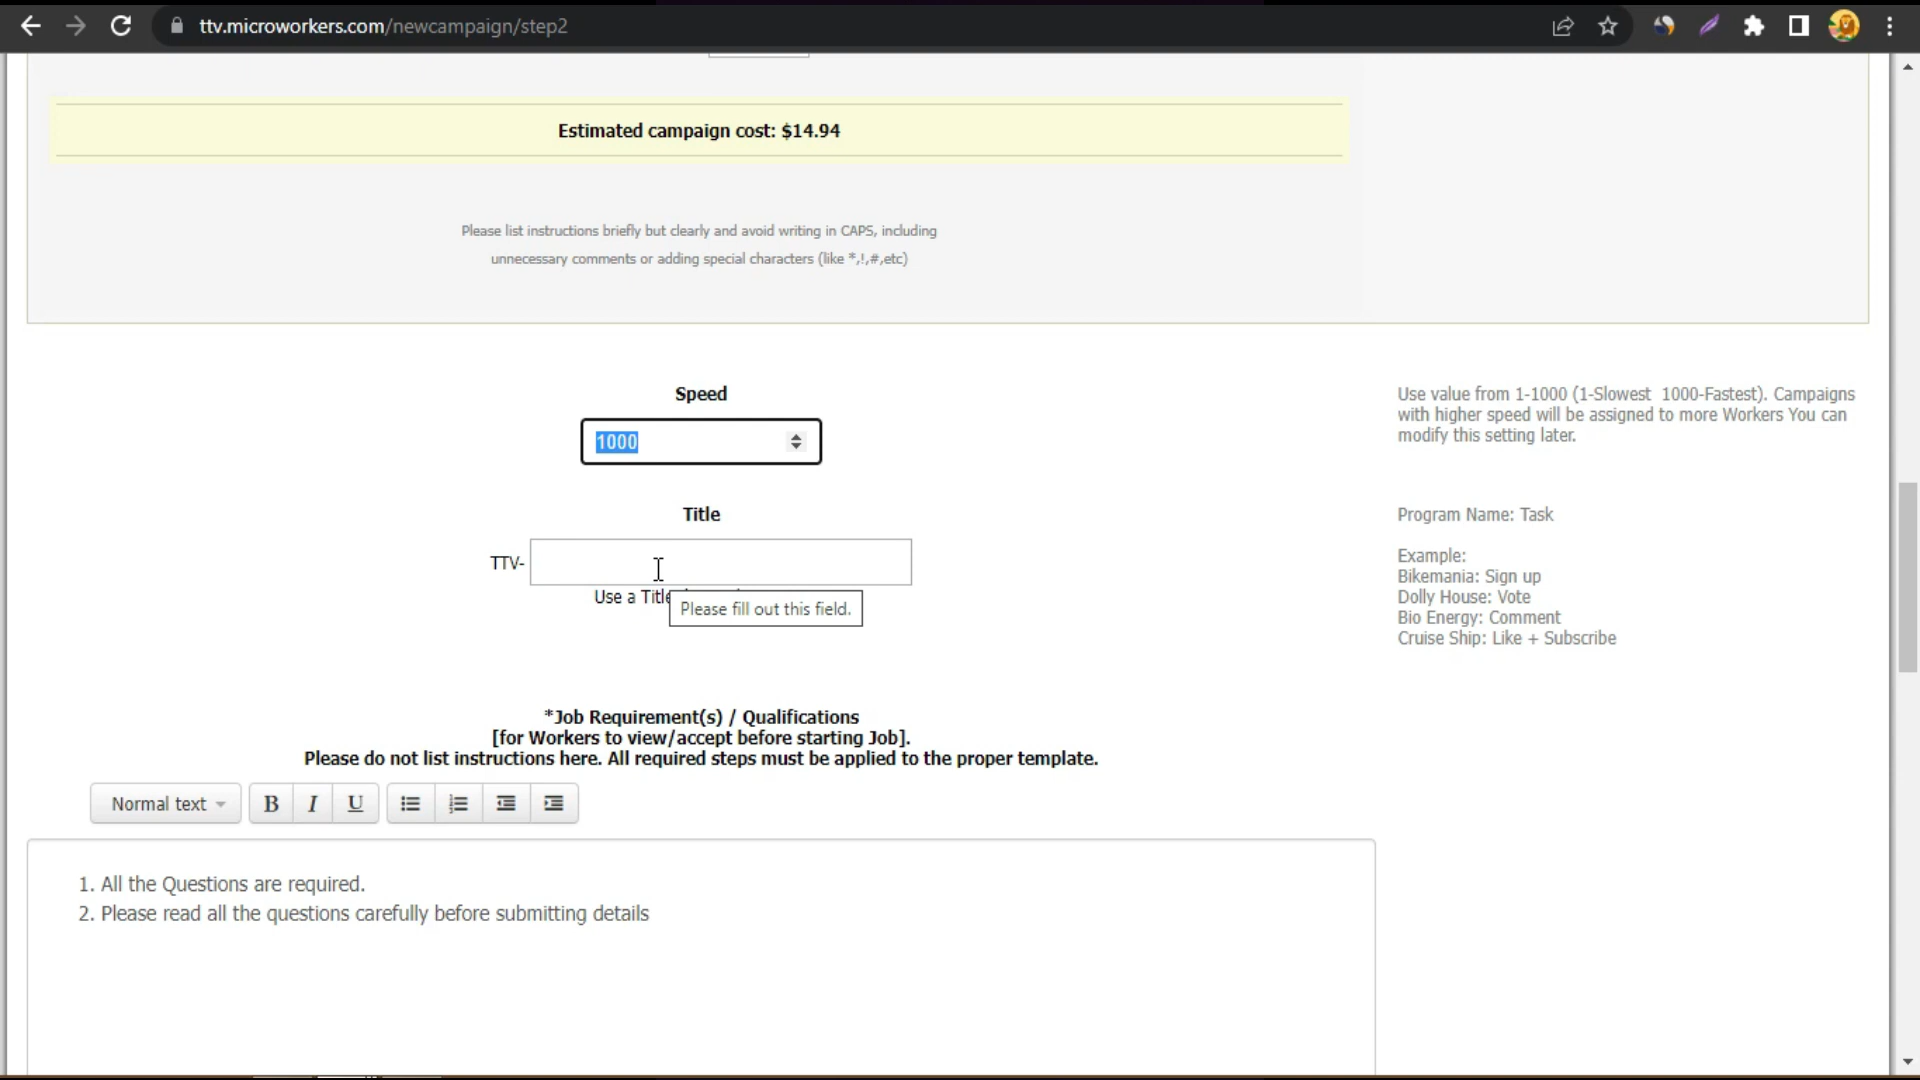 ttv.microworkers.com/newcampaign/step2
Estimated campaign cost: $14.94
Please list instructions briefly but clearly and avoid writing in CAPS, including
unnecessary comments or adding special characters (like *,!,#,etc)
Speed
1000
Use value from 1-1000 (1-Slowest 1000-Fastest). Campaigns
with higher speed will be assigned to more Workers You can
modify this setting later.
Title
TTV-
Use a Title
Please fill out this field.
Program Name: Task
Example:
Bikemania: Sign up
Dolly House: Vote
Bio Energy: Comment
Cruise Ship: Like + Subscribe
*Job Requirement(s) / Qualifications
[for Workers to view/accept before starting Job].
Please do not list instructions here. All required steps must be applied to the proper template.
Normal text B I U
1. All the Questions are required.
2. Please read all the questions carefully before submitting details